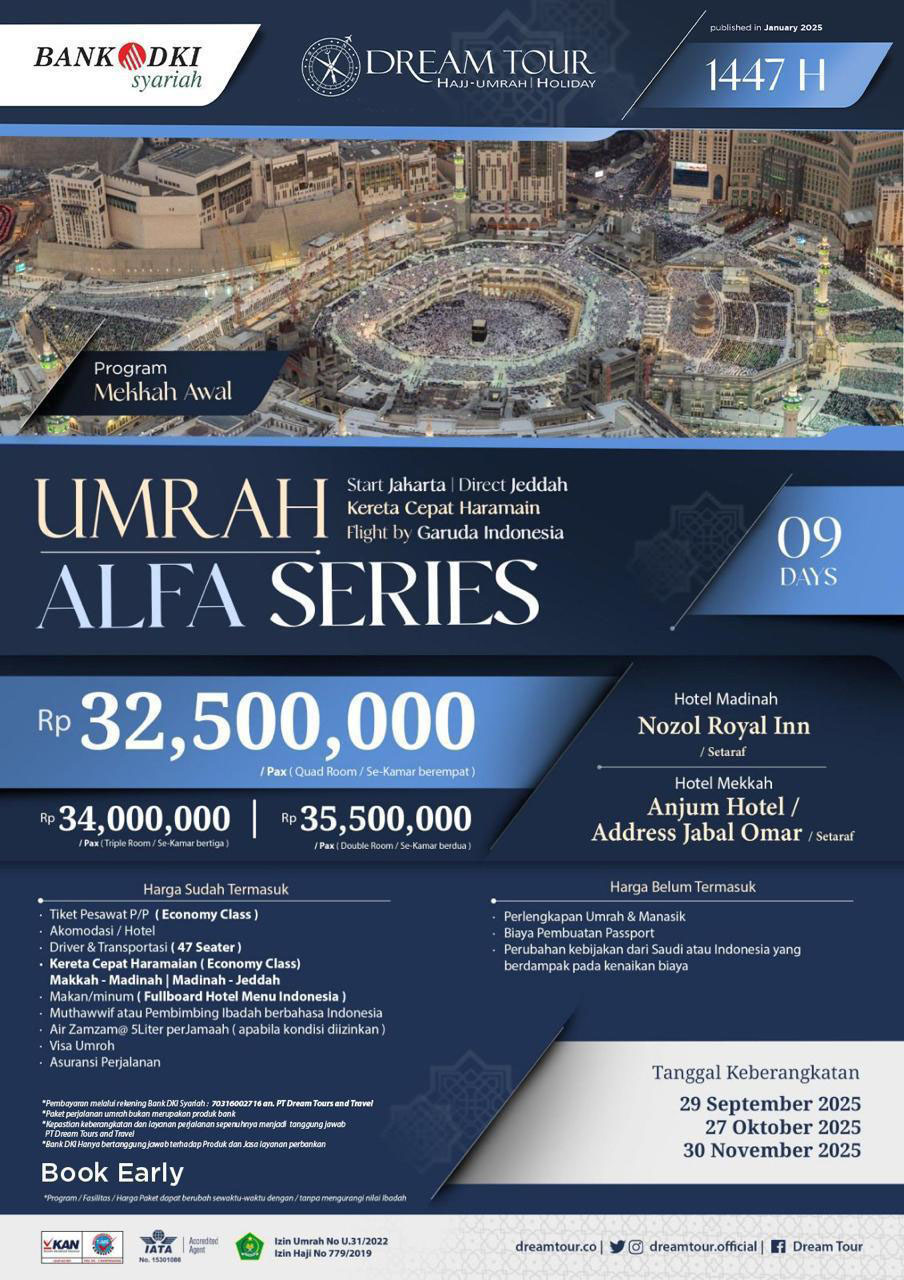 BANK DKI
syariah
DREAM TOUR
HAJJ-UMRAH | HOLIDAY
published in January 2025
1447 H
Program
Mekkah Awal
UMRAH
Start Jakarta | Direct Jeddah
Kereta Cepat Haramain
Flight by Garuda Indonesia
ALFA SERIES
09
DAYS
Rp 32,500,000
/ Pax ( Quad Room / Se-Kamar berempat )
Rp 34,000,000 | Rp 35,500,000
/ Pax ( Triple Room / Se-Kamar bertiga )
/ Pax ( Double Room / Se-Kamar berdua )
Hotel Madinah
Nozol Royal Inn
/ Setaraf
Hotel Mekkah
Anjum Hotel /
Address Jabal Omar / Setaraf
Harga Sudah Termasuk
· Tiket Pesawat P/P ( Economy Class )
· Akomodasi / Hotel
· Driver & Transportasi ( 47 Seater )
· Kereta Cepat Haramaian ( Economy Class)
Makkah - Madinah | Madinah - Jeddah
· Makan/minum ( Fullboard Hotel Menu Indonesia )
· Muthawwif atau Pembimbing Ibadah berbahasa Indonesia
· Air Zamzam@ 5Liter perJamaah ( apabila kondisi diizinkan )
· Visa Umroh
· Asuransi Perjalanan
Harga Belum Termasuk
· Perlengkapan Umrah & Manasik
· Biaya Pembuatan Passport
· Perubahan kebijakan dari Saudi atau Indonesia yang
berdampak pada kenaikan biaya
Tanggal Keberangkatan
29 September 2025
27 Oktober 2025
30 November 2025
*Pembayaran melalui rekening Bank DKI Syariah : 70316002716 an. PT Dream Tours and Travel
*Paket perjalanan umrah bukan merupakan produk bank
*Kepastian keberangkatan dan layanan perjalanan sepenuhnya menjadi tanggung jawab
PT Dream Tours and Travel
*Bank DKI Hanya bertanggung jawab terhadap Produk dan Jasa layanan perbankan
Book Early
*Program / Fasilitas / Harga Paket dapat berubah sewaktu-waktu dengan / tanpa mengurangi nilai Ibadah
KAN
IATA
No. 15301086
Accredited
Agent
Izin Umrah No U.31/2022
Izin Haji No 779/2019
dreamtour.co | dreamtour.official | Dream Tour